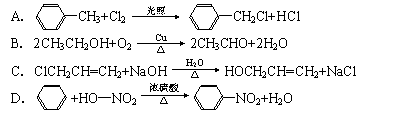 A. CH₃+Cl₂ 光照 CH₂Cl+HCl
B. 2CH₃CH₂OH+O₂ Cu △ 2CH₃CHO+2H₂O
C. ClCH₂CH=CH₂+NaOH H₂O △ HOCH₂CH=CH₂+NaCl
D. +HO—NO₂ 浓硫酸 △ NO₂+H₂O